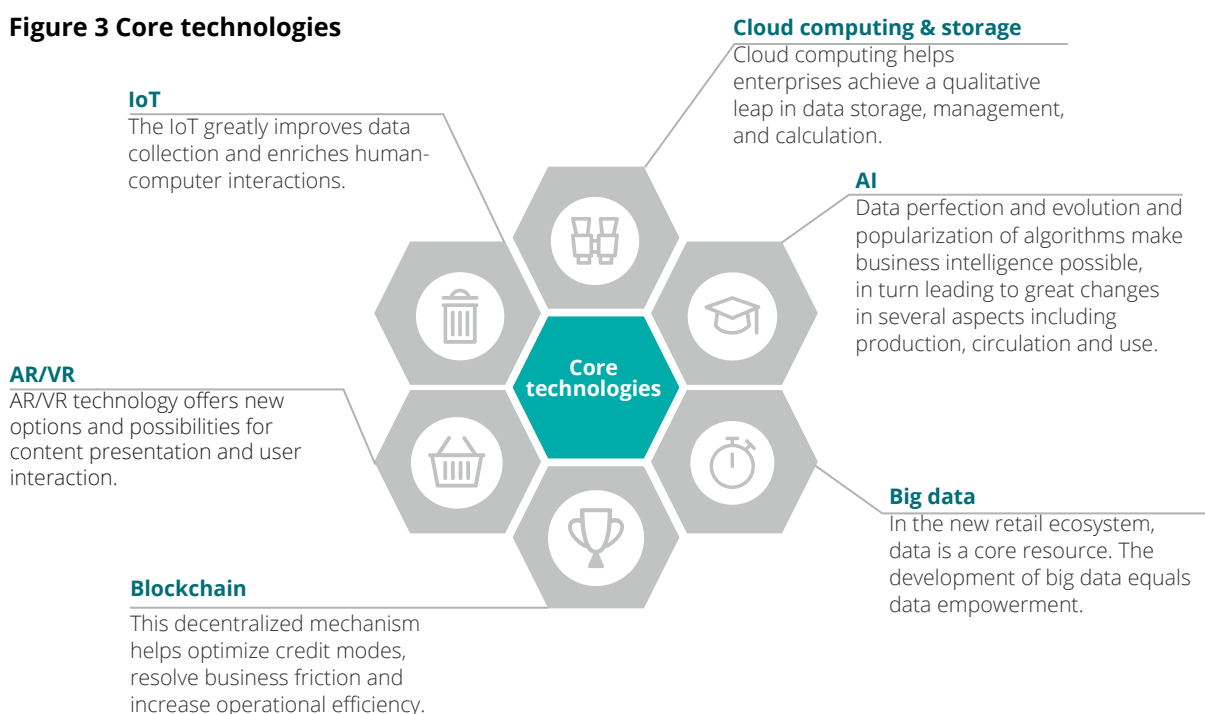 Figure 3 Core technologies
Cloud computing & storage
Cloud computing helps
enterprises achieve a qualitative
leap in data storage, management,
and calculation.
IoT
The IoT greatly improves data
collection and enriches human-
computer interactions.
AI
Data perfection and evolution and
popularization of algorithms make
business intelligence possible,
in turn leading to great changes
in several aspects including
production, circulation and use.
Core
technologies
AR/VR
AR/VR technology offers new
options and possibilities for
content presentation and user
interaction.
Big data
In the new retail ecosystem,
data is a core resource. The
development of big data equals
data empowerment.
Blockchain
This decentralized mechanism
helps optimize credit modes,
resolve business friction and
increase operational efficiency.